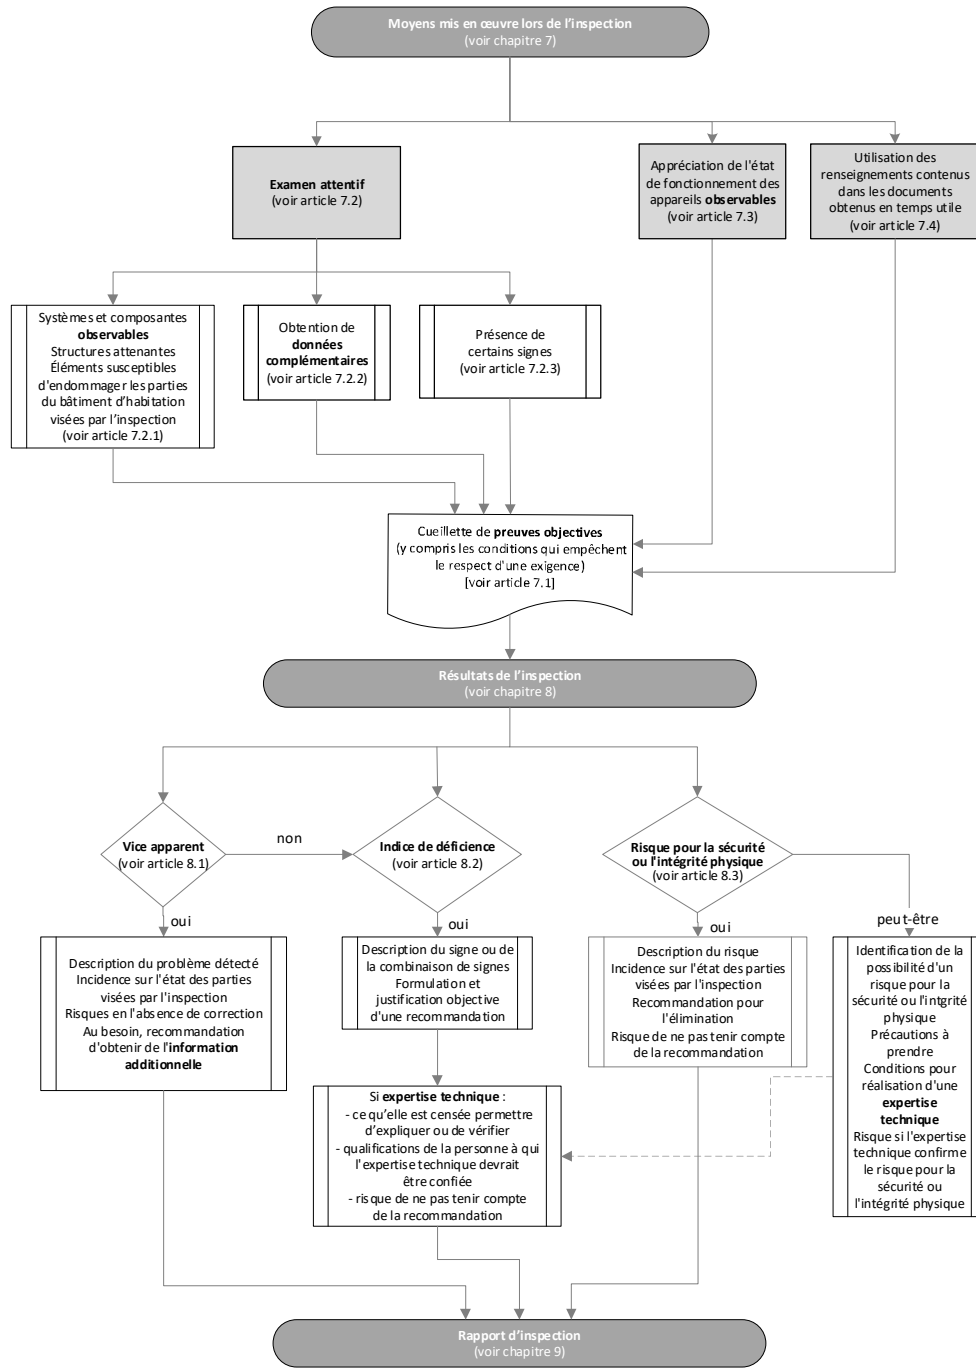 Moyens mis en œuvre lors de l'inspection
(voir chapitre 7)
Examen attentif
(voir article 7.2)
Appréciation de l'état
de fonctionnement des
appareils observables
(voir article 7.3)
Utilisation des
renseignements contenus
dans les documents
obtenus en temps utile
(voir article 7.4)
Systèmes et composantes
observables
Structures attenantes
Éléments susceptibles
d'endommager les parties
du bâtiment d'habitation
visées par l'inspection
(voir article 7.2.1)
Obtention de
données
complémentaires
(voir article 7.2.2)
Présence de
certains signes
(voir article 7.2.3)
Cueillette de preuves objectives
(y compris les conditions qui empêchent
le respect d'une exigence)
[voir article 7.1]
Résultats de l'inspection
(voir chapitre 8)
Vice apparent
(voir article 8.1)
non
Indice de déficience
(voir article 8.2)
Risque pour la sécurité
ou l'intégrité physique
(voir article 8.3)
oui
oui
oui
peut-être
Description du problème détecté
Incidence sur l'état des parties
visées par l'inspection
Risques en l'absence de correction
Au besoin, recommandation
d'obtenir de l'information
additionnelle
Description du signe ou de
la combinaison de signes
Formulation et
justification objective
d'une recommandation
Description du risque
Incidence sur l'état des parties
visées par l'inspection
Recommandation pour
l'élimination
Risque de ne pas tenir compte
de la recommandation
Identification de la
possibilité d'un
risque pour la
sécurité ou l'intgrité
physique
Précautions à
prendre
Conditions pour
réalisation d'une
expertise
technique
Risque si l'expertise
technique confirme
le risque pour la
sécurité ou
l'intégrité physique
Si expertise technique :
- ce qu'elle est censée permettre
d'expliquer ou de vérifier
- qualifications de la personne à qui
l'expertise technique devrait
être confiée
- risque de ne pas tenir compte
de la recommandation
Rapport d'inspection
(voir chapitre 9)